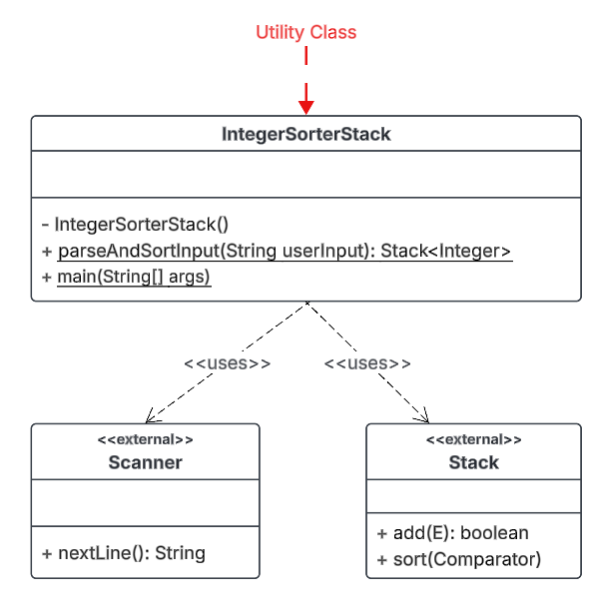 Utility Class
IntegerSorterStack
- IntegerSorterStack()
+ parseAndSortInput(String userInput): Stack<Integer>
+ main(String[] args)
<<uses>> <<uses>>
<<external>>
Scanner
+ nextLine(): String
<<external>>
Stack
+ add(E): boolean
+ sort(Comparator)